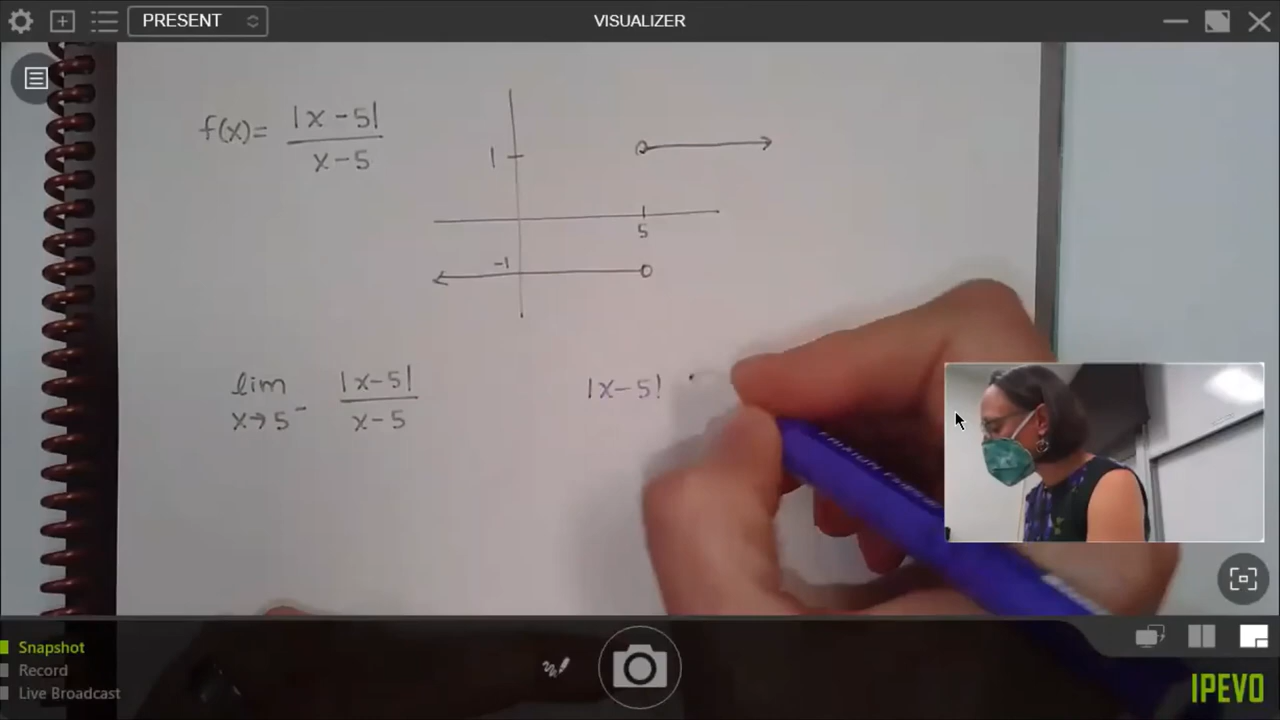 PRESENT
VISUALIZER
f(x)= |x-5|
x-5
1
5
-1
lim |x-5|
x→5⁻ x-5
|x-5|
Snapshot
Record
Live Broadcast
IPEVO